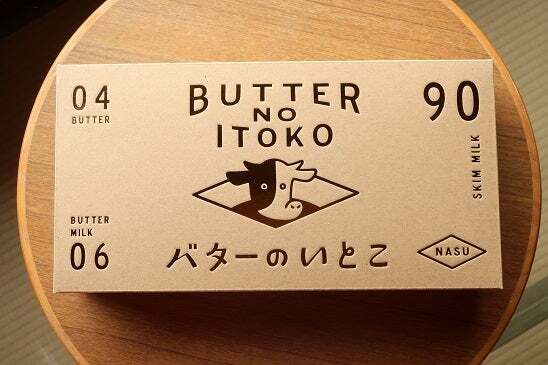 04
BUTTER
BUTTER
NO
ITOKO
90
SKIM MILK
BUTTER
MILK
06
バターのいとこ
NASU